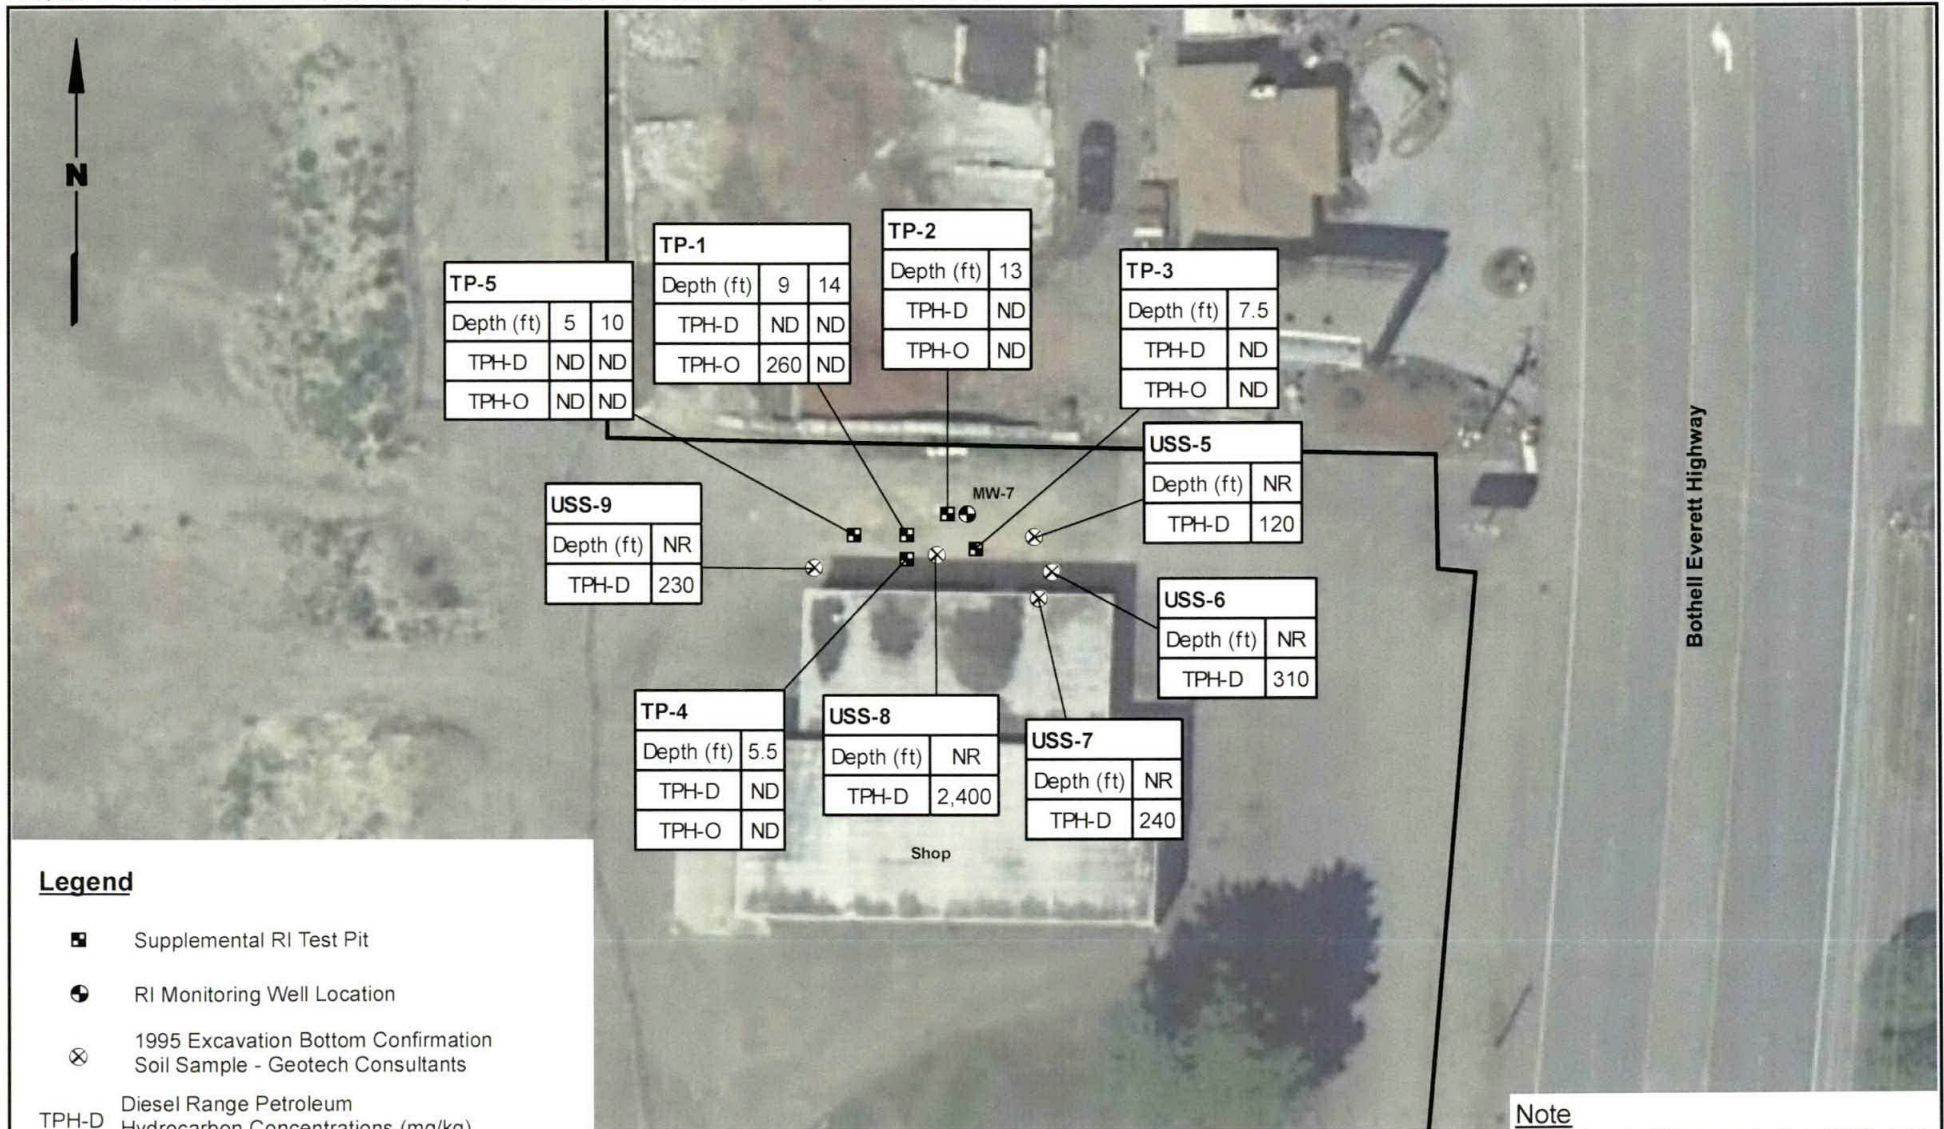 N
TP-1
Depth (ft) 9 14
TPH-D ND ND
TPH-O 260 ND
TP-2
Depth (ft) 13
TPH-D ND
TPH-O ND
TP-3
Depth (ft) 7.5
TPH-D ND
TPH-O ND
TP-5
Depth (ft) 5 10
TPH-D ND ND
TPH-O ND ND
USS-5
Depth (ft) NR
TPH-D 120
USS-9
Depth (ft) NR
TPH-D 230
MW-7
USS-6
Depth (ft) NR
TPH-D 310
TP-4
Depth (ft) 5.5
TPH-D ND
TPH-O ND
USS-8
Depth (ft) NR
TPH-D 2,400
USS-7
Depth (ft) NR
TPH-D 240
Shop
Bothell Everett Highway
Legend
Supplemental RI Test Pit
RI Monitoring Well Location
1995 Excavation Bottom Confirmation
Soil Sample - Geotech Consultants
TPH-D Diesel Range Petroleum
Hydrocarbon Concentrations (mg/kg)
Note